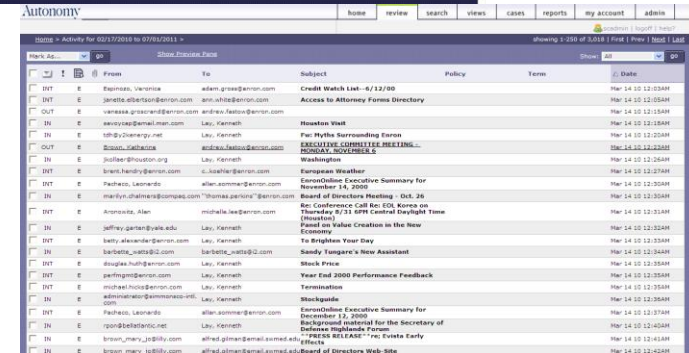 Autonomy
home review search views cases reports my account admin
scadmin | logoff | help?
Home > Activity for 02/17/2010 to 07/01/2011 > showing 1-250 of 3,018 | First | Prev | Next | Last
Mark As... go Show Preview Pane Show: All go
! From To Subject Policy Term Date
INT E Espinoza, Veronica adam.gross@enron.com Credit Watch List--6/12/00 Mar 14 10 12:03AM
INT E janette.elbertson@enron.com ann.white@enron.com Access to Attorney Forms Directory Mar 14 10 12:05AM
OUT E vanessa.groscrand@enron.com andrew.fastow@enron.com Mar 14 10 12:15AM
IN E savoycap@email.msn.com Lay, Kenneth Houston Visit Mar 14 10 12:18AM
IN E tdh@y2kenergy.net Lay, Kenneth Fw: Mythe Surrounding Enron Mar 14 10 12:20AM
OUT E Brown, Katherine andrew.fastow@enron.com EXECUTIVE COMMITTEE MEETING -
MONDAY, NOVEMBER 6 Mar 14 10 12:23AM
IN E jkollaer@houston.org Lay, Kenneth Washington Mar 14 10 12:26AM
INT E brent.hendry@enron.com c..koehler@enron.com European Weather Mar 14 10 12:27AM
INT E Pacheco, Leonardo allen.sommer@enron.com EnronOnline Executive Summary for
November 14, 2000 Mar 14 10 12:30AM
IN E marilyn.chalmers@compaq.com "thomas.perkins"@enron.com Board of Directors Meeting - Oct. 26 Mar 14 10 12:30AM
INT E Aronowitz, Alan michelle.lee@enron.com Re: Conference Call Re: EOL Korea on
Thursday 8/31 6PM Central Daylight Time
(Houston) Mar 14 10 12:31AM
IN E jeffrey.garten@yale.edu Lay, Kenneth Panel on Value Creation in the New
Economy Mar 14 10 12:32AM
INT E betty.alexander@enron.com Lay, Kenneth To Brighten Your Day Mar 14 10 12:33AM
IN E barbette_watts@i2.com barbette_watts@i2.com Sandy Tungare's New Assistant Mar 14 10 12:34AM
INT E douglas.huth@enron.com Lay, Kenneth Stock Price Mar 14 10 12:35AM
INT E perfmgmt@enron.com Lay, Kenneth Year End 2000 Performance Feedback Mar 14 10 12:35AM
INT E michael.hicks@enron.com Lay, Kenneth Termination Mar 14 10 12:35AM
IN E administrator@simmonsco-intl.
com Lay, Kenneth Stockguide Mar 14 10 12:36AM
INT E Pacheco, Leonardo allen.sommer@enron.com EnronOnline Executive Summary for
December 12, 2000 Mar 14 10 12:37AM
IN E rpon@bellatlantic.net Lay, Kenneth Background material for the Secretary of
Defense Highlands Forum Mar 14 10 12:40AM
IN E brown_mary_jo@lilly.com alfred.gilman@email.swmed.edu "PRESS RELEASE"re; Evista Early
Effects Mar 14 10 12:41AM
IN E brown_mary_jo@lilly.com alfred.gilman@email.swmed.edu Board of Directors Web-Site Mar 14 10 12:42AM